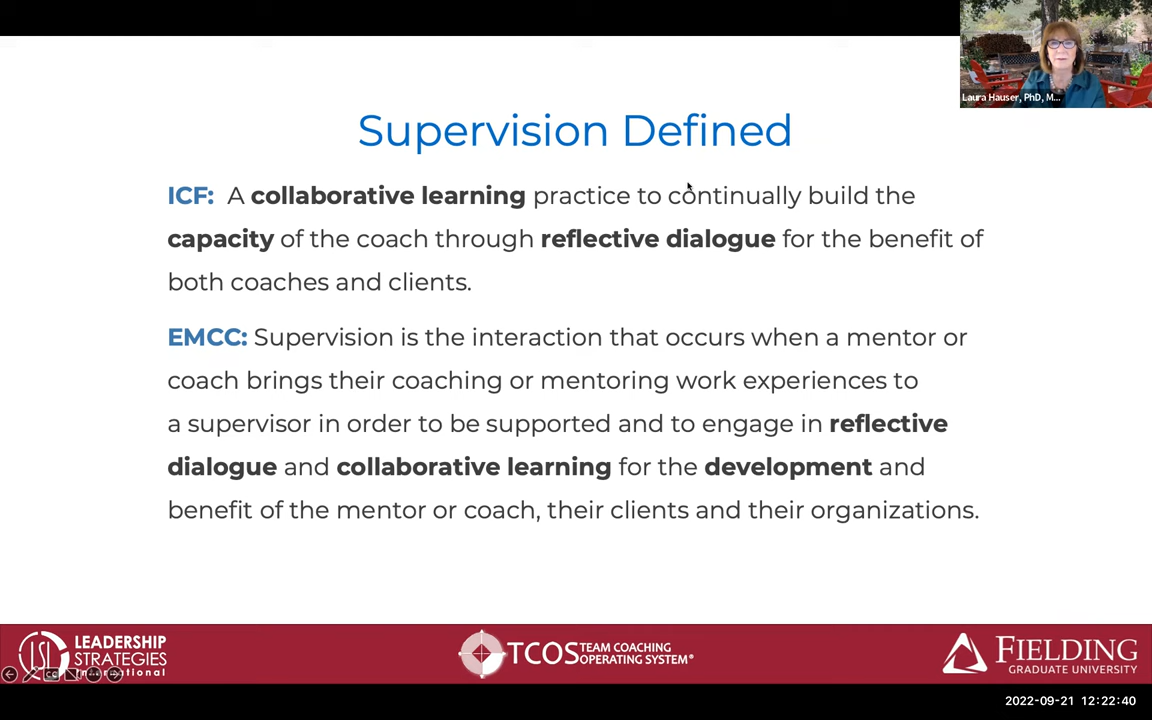 Laura Hauser, PhD, M...
Supervision Defined
ICF: A collaborative learning practice to continually build the
capacity of the coach through reflective dialogue for the benefit of
both coaches and clients.
EMCC: Supervision is the interaction that occurs when a mentor or
coach brings their coaching or mentoring work experiences to
a supervisor in order to be supported and to engage in reflective
dialogue and collaborative learning for the development and
benefit of the mentor or coach, their clients and their organizations.
LSI
LEADERSHIP
STRATEGIES
International
TCOS TEAM COACHING
OPERATING SYSTEM®
FIELDING
GRADUATE UNIVERSITY
2022-09-21 12:22:40